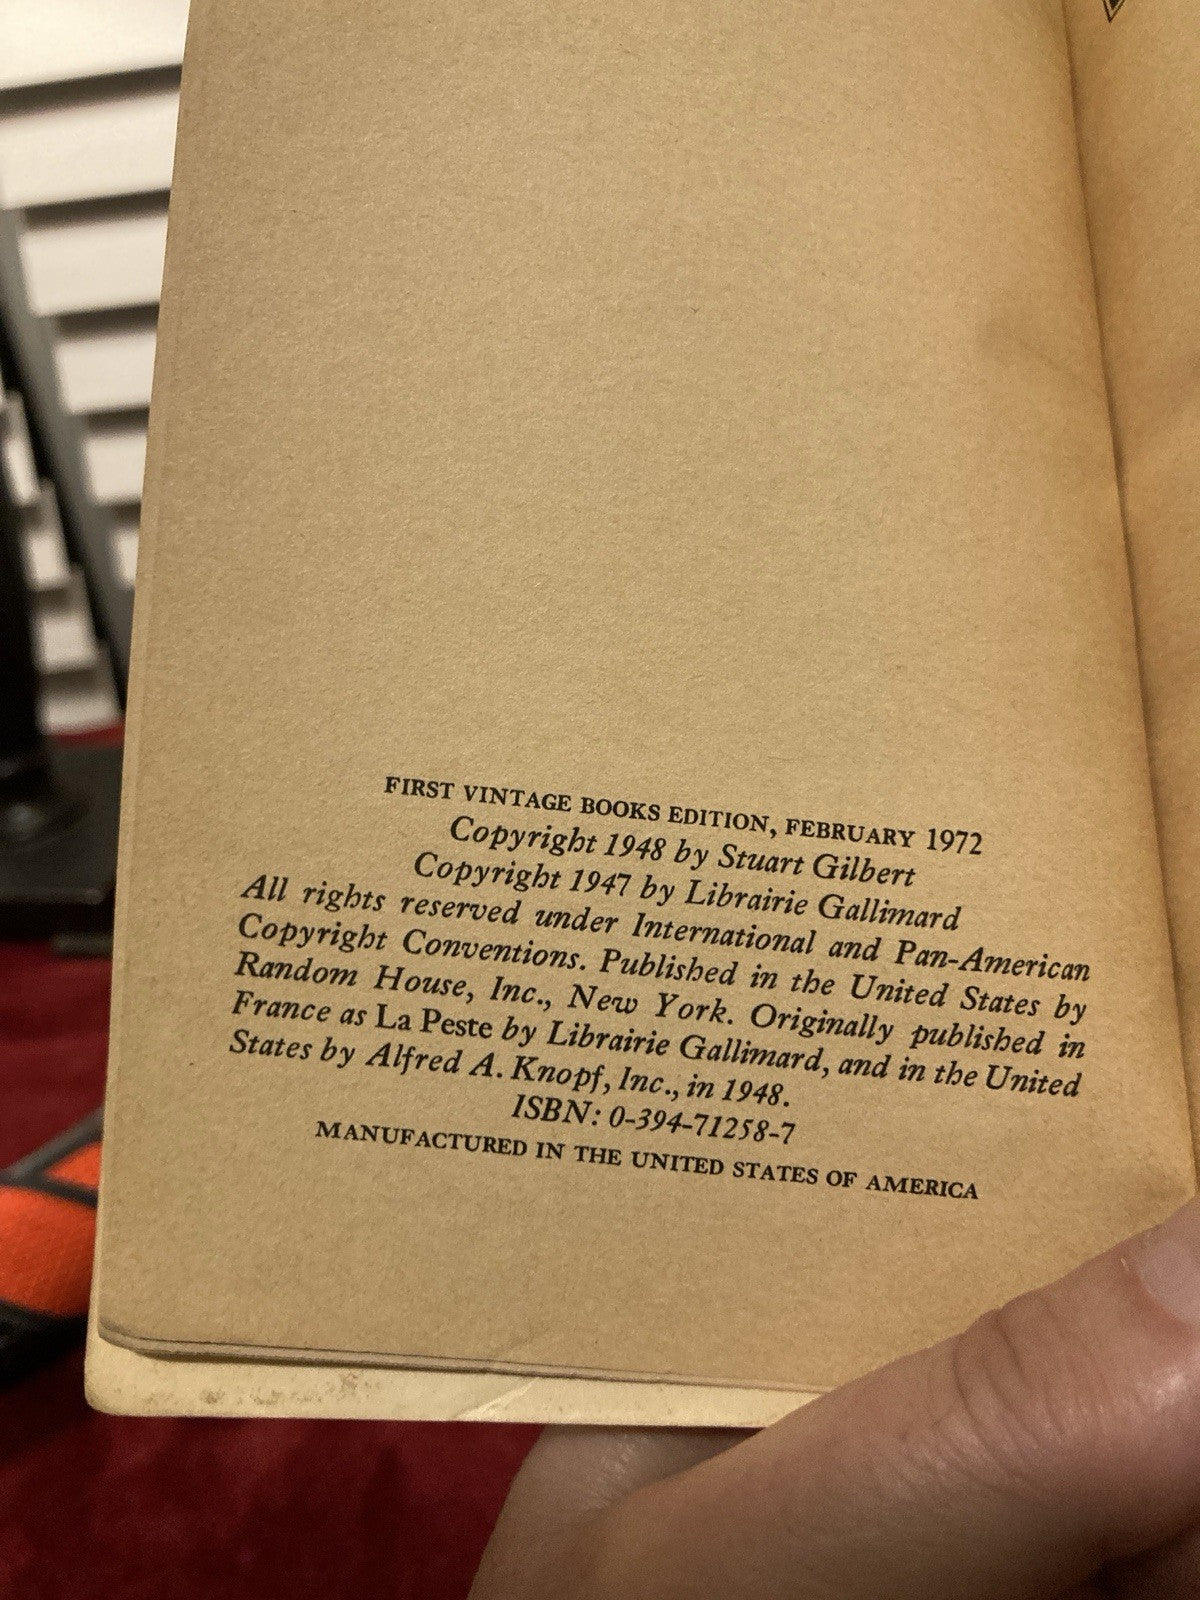 FIRST VINTAGE BOOKS EDITION, FEBRUARY 1972
Copyright 1948 by Stuart Gilbert
Copyright 1947 by Librairie Gallimard
All rights reserved under International and Pan-American
Copyright Conventions. Published in the United States by
Random House, Inc., New York. Originally published in
France as La Peste by Librairie Gallimard, and in the United
States by Alfred A. Knopf, Inc., in 1948.
ISBN: 0-394-71258-7
MANUFACTURED IN THE UNITED STATES OF AMERICA